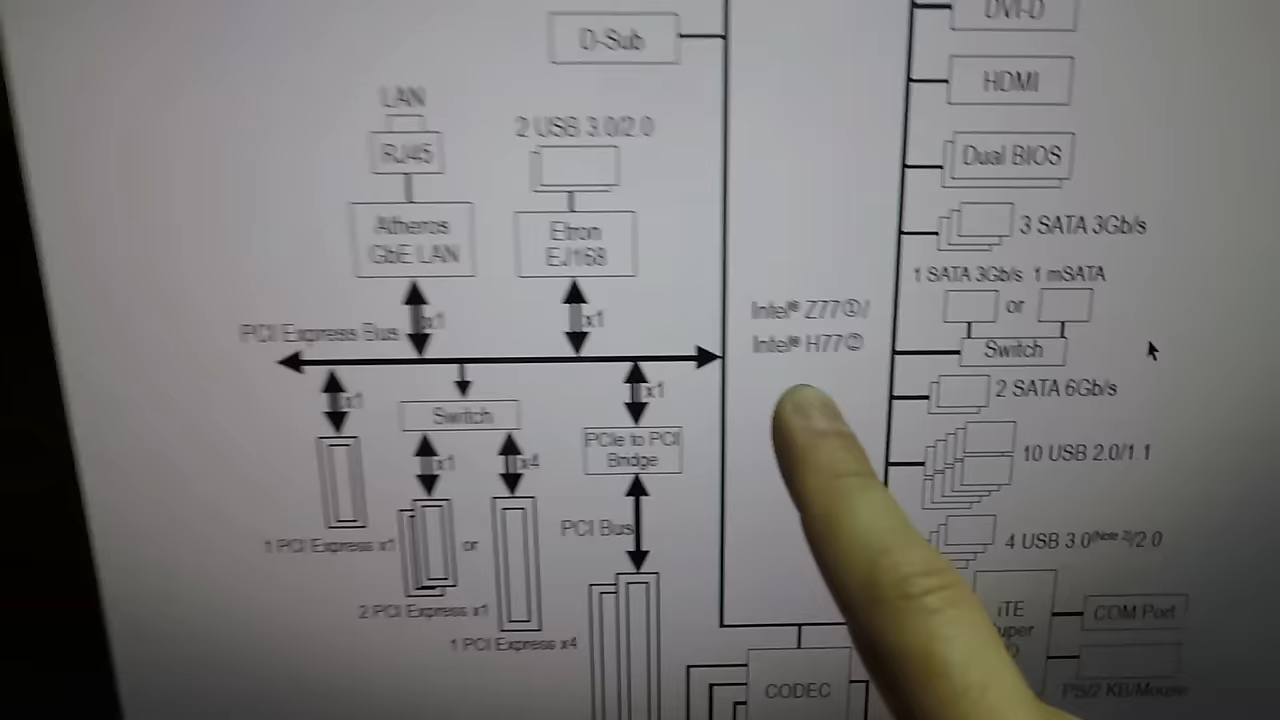 DVI-D
D-Sub
HDMI
LAN
2 USB 3.0/2.0
RJ45
Dual BIOS
Atheros
GbE LAN
Etron
EJ168
3 SATA 3Gb/s
1 SATA 3Gb/s 1 mSATA
or
Intel® Z77①/
Intel® H77②
PCI Express Bus
x1
x1
Switch
x1
Switch
x1
2 SATA 6Gb/s
PCIe to PCI
Bridge
x1
x4
10 USB 2.0/1.1
PCI Bus
1 PCI Express x1
or
4 USB 3.0(Note 2)/2.0
2 PCI Express x1
1 PCI Express x4
iTE
COM Port
CODEC
PS/2 KB/Mouse